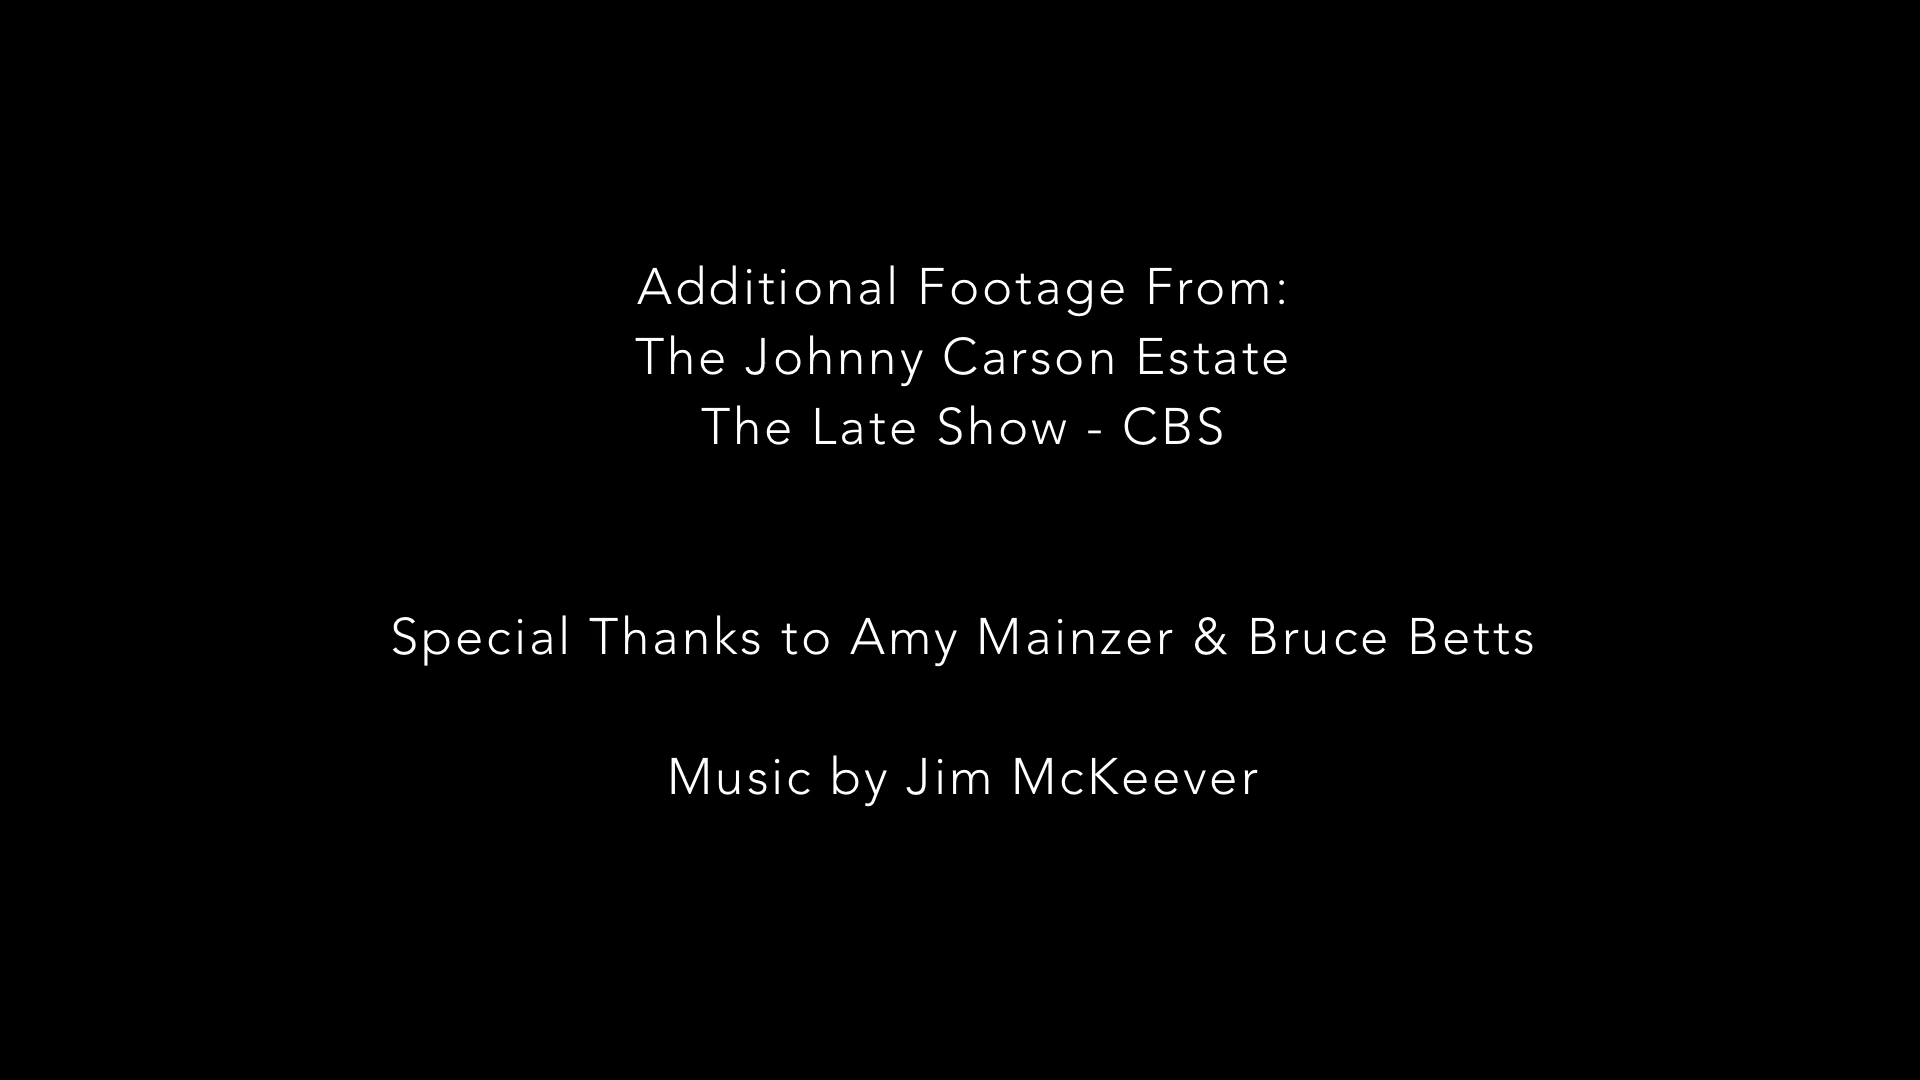 Additional Footage From:
The Johnny Carson Estate
The Late Show - CBS
Special Thanks to Amy Mainzer & Bruce Betts
Music by Jim McKeever